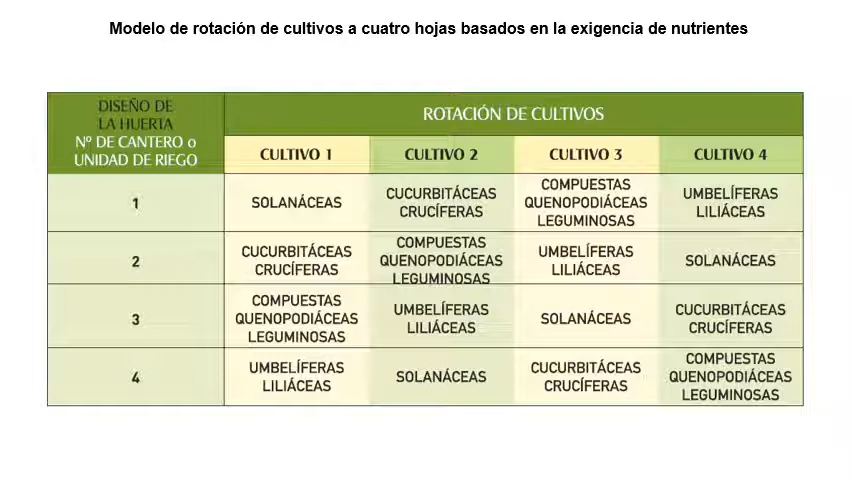 Modelo de rotación de cultivos a cuatro hojas basados en la exigencia de nutrientes
DISEÑO DE
LA HUERTA
Nº DE CANTERO o
UNIDAD DE RIEGO
ROTACIÓN DE CULTIVOS
CULTIVO 1
CULTIVO 2
CULTIVO 3
CULTIVO 4
1
SOLANÁCEAS
CUCURBITÁCEAS
CRUCÍFERAS
COMPUESTAS
QUENOPODIÁCEAS
LEGUMINOSAS
UMBELÍFERAS
LILIÁCEAS
2
CUCURBITÁCEAS
CRUCÍFERAS
COMPUESTAS
QUENOPODIÁCEAS
LEGUMINOSAS
UMBELÍFERAS
LILIÁCEAS
SOLANÁCEAS
3
COMPUESTAS
QUENOPODIÁCEAS
LEGUMINOSAS
UMBELÍFERAS
LILIÁCEAS
SOLANÁCEAS
CUCURBITÁCEAS
CRUCÍFERAS
4
UMBELÍFERAS
LILIÁCEAS
SOLANÁCEAS
CUCURBITÁCEAS
CRUCÍFERAS
COMPUESTAS
QUENOPODIÁCEAS
LEGUMINOSAS